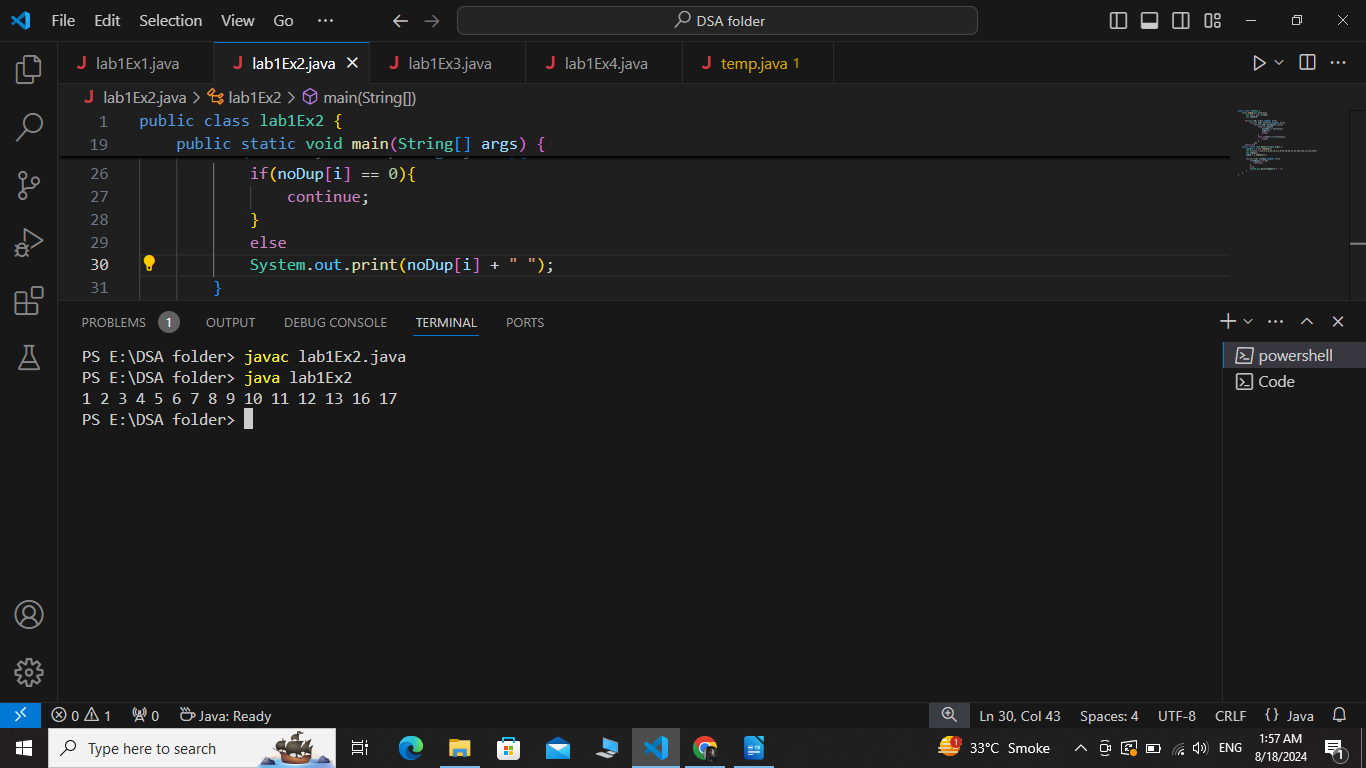 File Edit Selection View Go ··· DSA folder
lab1Ex1.java lab1Ex2.java lab1Ex3.java lab1Ex4.java temp.java 1
lab1Ex2.java > lab1Ex2 > main(String[])
1 public class lab1Ex2 {
19 public static void main(String[] args) {
26 if(noDup[i] == 0){
27 continue;
28 }
29 else
30 System.out.print(noDup[i] + " ");
31 }
PROBLEMS 1 OUTPUT DEBUG CONSOLE TERMINAL PORTS
PS E:\DSA folder> javac lab1Ex2.java
PS E:\DSA folder> java lab1Ex2
1 2 3 4 5 6 7 8 9 10 11 12 13 16 17
PS E:\DSA folder>
powershell
Code
0 1 0 Java: Ready Ln 30, Col 43 Spaces: 4 UTF-8 CRLF {} Java
Type here to search 33°C Smoke ENG 1:57 AM
8/18/2024